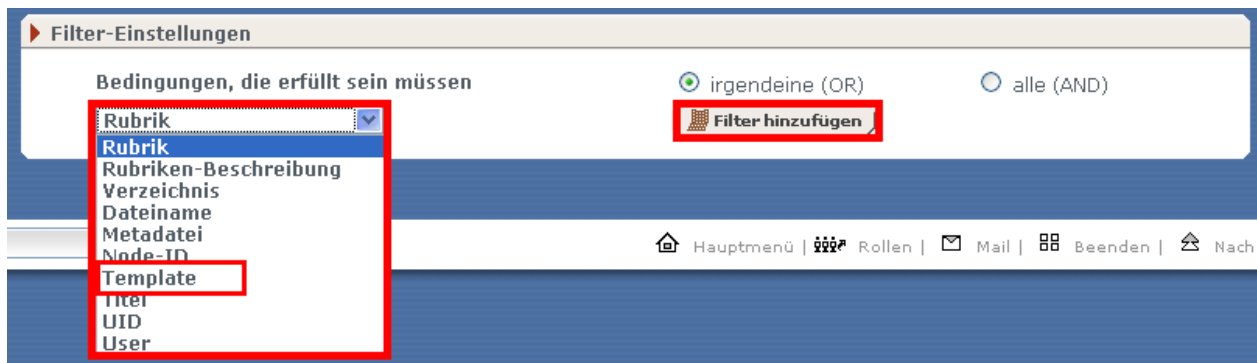 Filter-Einstellungen
Bedingungen, die erfüllt sein müssen
irgendeine (OR)
alle (AND)
Rubrik
Filter hinzufügen
Rubrik
Rubriken-Beschreibung
Verzeichnis
Dateiname
Metadatei
Node-ID
Template
Titel
UID
User
Hauptmenü | Rollen | Mail | Beenden | Nach